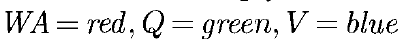 WA = red, Q = green, V = blue